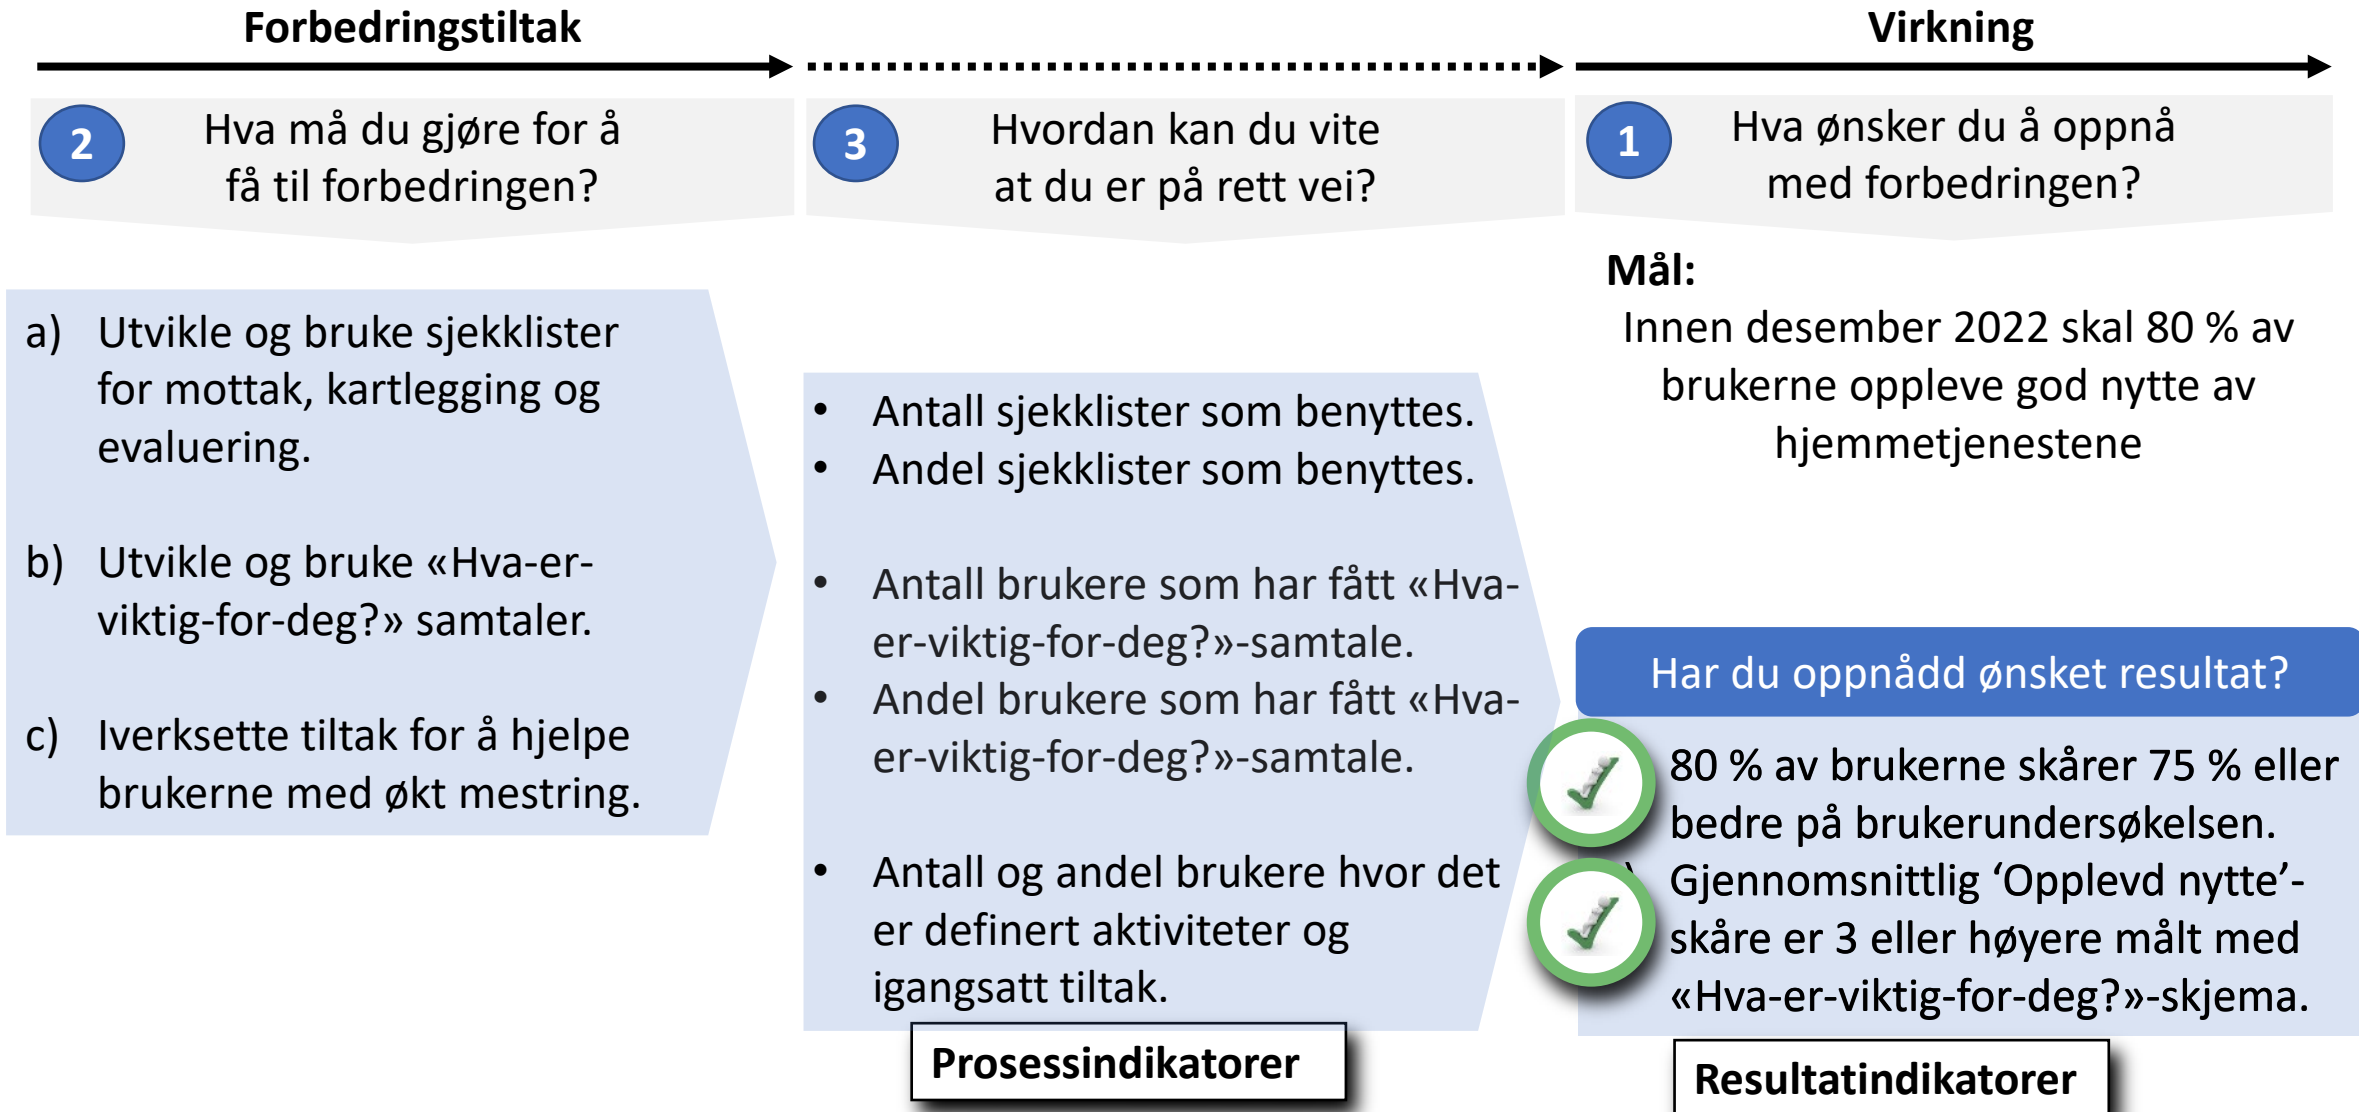 Forbedringstiltak
Virkning
2
Hva må du gjøre for å
få til forbedringen?
3
Hvordan kan du vite
at du er på rett vei?
1
Hva ønsker du å oppnå
med forbedringen?
a) Utvikle og bruke sjekklister
for mottak, kartlegging og
evaluering.
b) Utvikle og bruke «Hva-er-
viktig-for-deg?» samtaler.
c) Iverksette tiltak for å hjelpe
brukerne med økt mestring.
• Antall sjekklister som benyttes.
• Andel sjekklister som benyttes.
• Antall brukere som har fått «Hva-
er-viktig-for-deg?»-samtale.
• Andel brukere som har fått «Hva-
er-viktig-for-deg?»-samtale.
• Antall og andel brukere hvor det
er definert aktiviteter og
igangsatt tiltak.
Prosessindikatorer
Mål:
Innen desember 2022 skal 80 % av
brukerne oppleve god nytte av
hjemmetjenestene
Har du oppnådd ønsket resultat?
80 % av brukerne skårer 75 % eller
bedre på brukerundersøkelsen.
Gjennomsnittlig ‘Opplevd nytte’-
skåre er 3 eller høyere målt med
«Hva-er-viktig-for-deg?»-skjema.
Resultatindikatorer